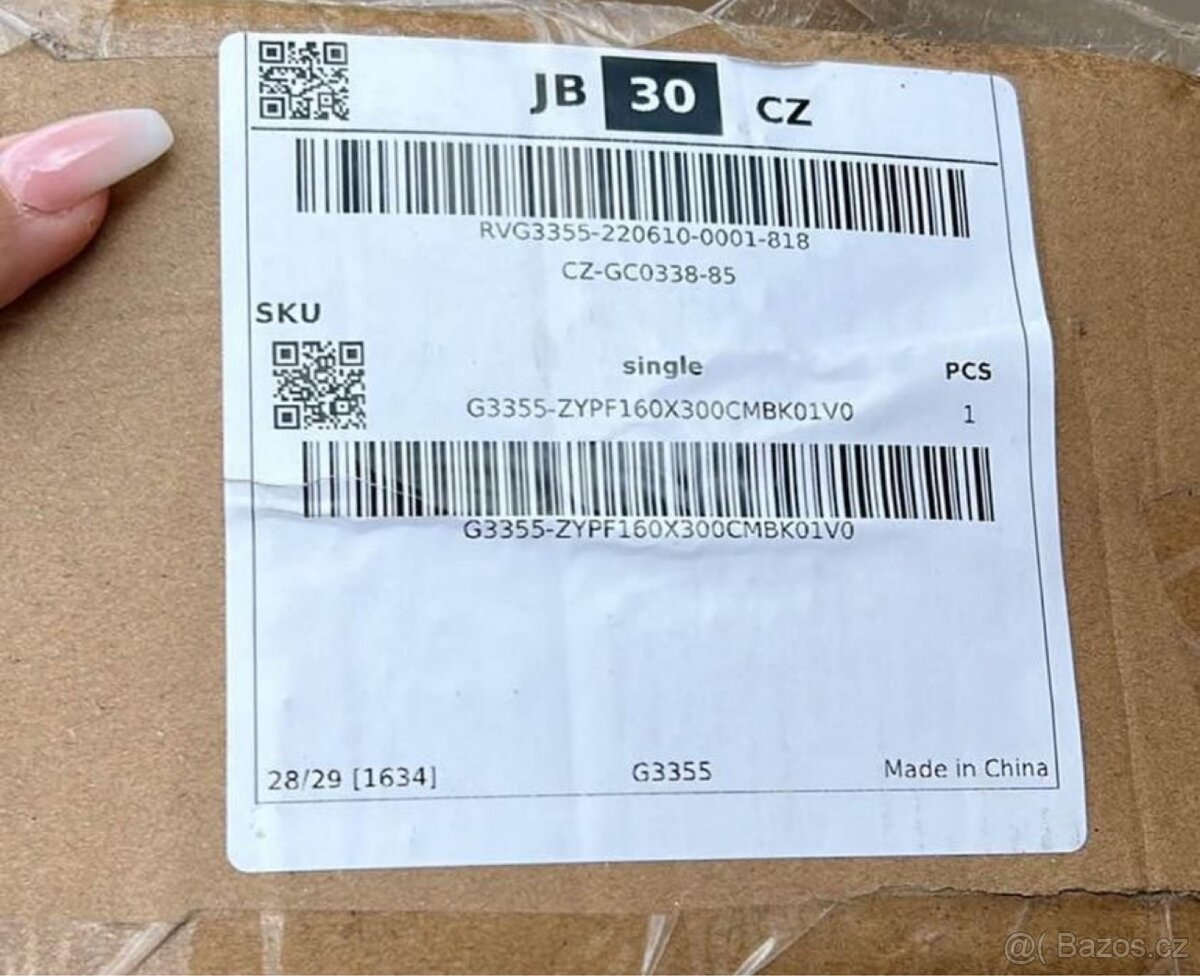 JB 30 CZ
RVG3355-220610-0001-818
CZ-GC0338-85
SKU
single PCS
G3355-ZYPF160X300CMBK01V0 1
G3355-ZYPF160X300CMBK01V0
28/29 [1634] G3355 Made in China
@( Bazos.cz